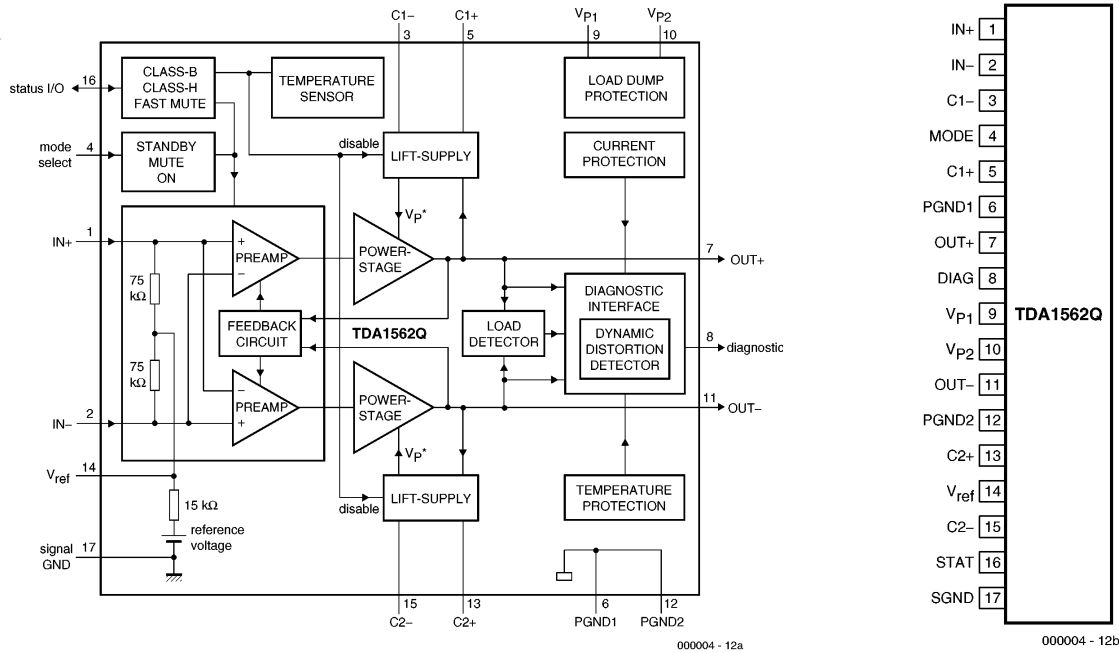 C1–
3
C1+
5
VP1
9
VP2
10
status I/O
16
CLASS-B
CLASS-H
FAST MUTE
TEMPERATURE
SENSOR
LOAD DUMP
PROTECTION
mode
select
4
STANDBY
MUTE
ON
disable
LIFT-SUPPLY
CURRENT
PROTECTION
VP*
IN+
1
+
PREAMP
–
POWER-
STAGE
7
OUT+
75
kΩ
FEEDBACK
CIRCUIT
TDA1562Q
LOAD
DETECTOR
DIAGNOSTIC
INTERFACE
DYNAMIC
DISTORTION
DETECTOR
8
diagnostic
75
kΩ
–
PREAMP
+
POWER-
STAGE
11
OUT–
IN–
2
VP*
Vref
14
15 kΩ
reference
voltage
disable
LIFT-SUPPLY
TEMPERATURE
PROTECTION
signal
GND
17
15
C2–
13
C2+
6
PGND1
12
PGND2
000004 - 12a
IN+ 1
IN– 2
C1– 3
MODE 4
C1+ 5
PGND1 6
OUT+ 7
DIAG 8
VP1 9
VP2 10
OUT– 11
PGND2 12
C2+ 13
Vref 14
C2– 15
STAT 16
SGND 17
TDA1562Q
000004 - 12b